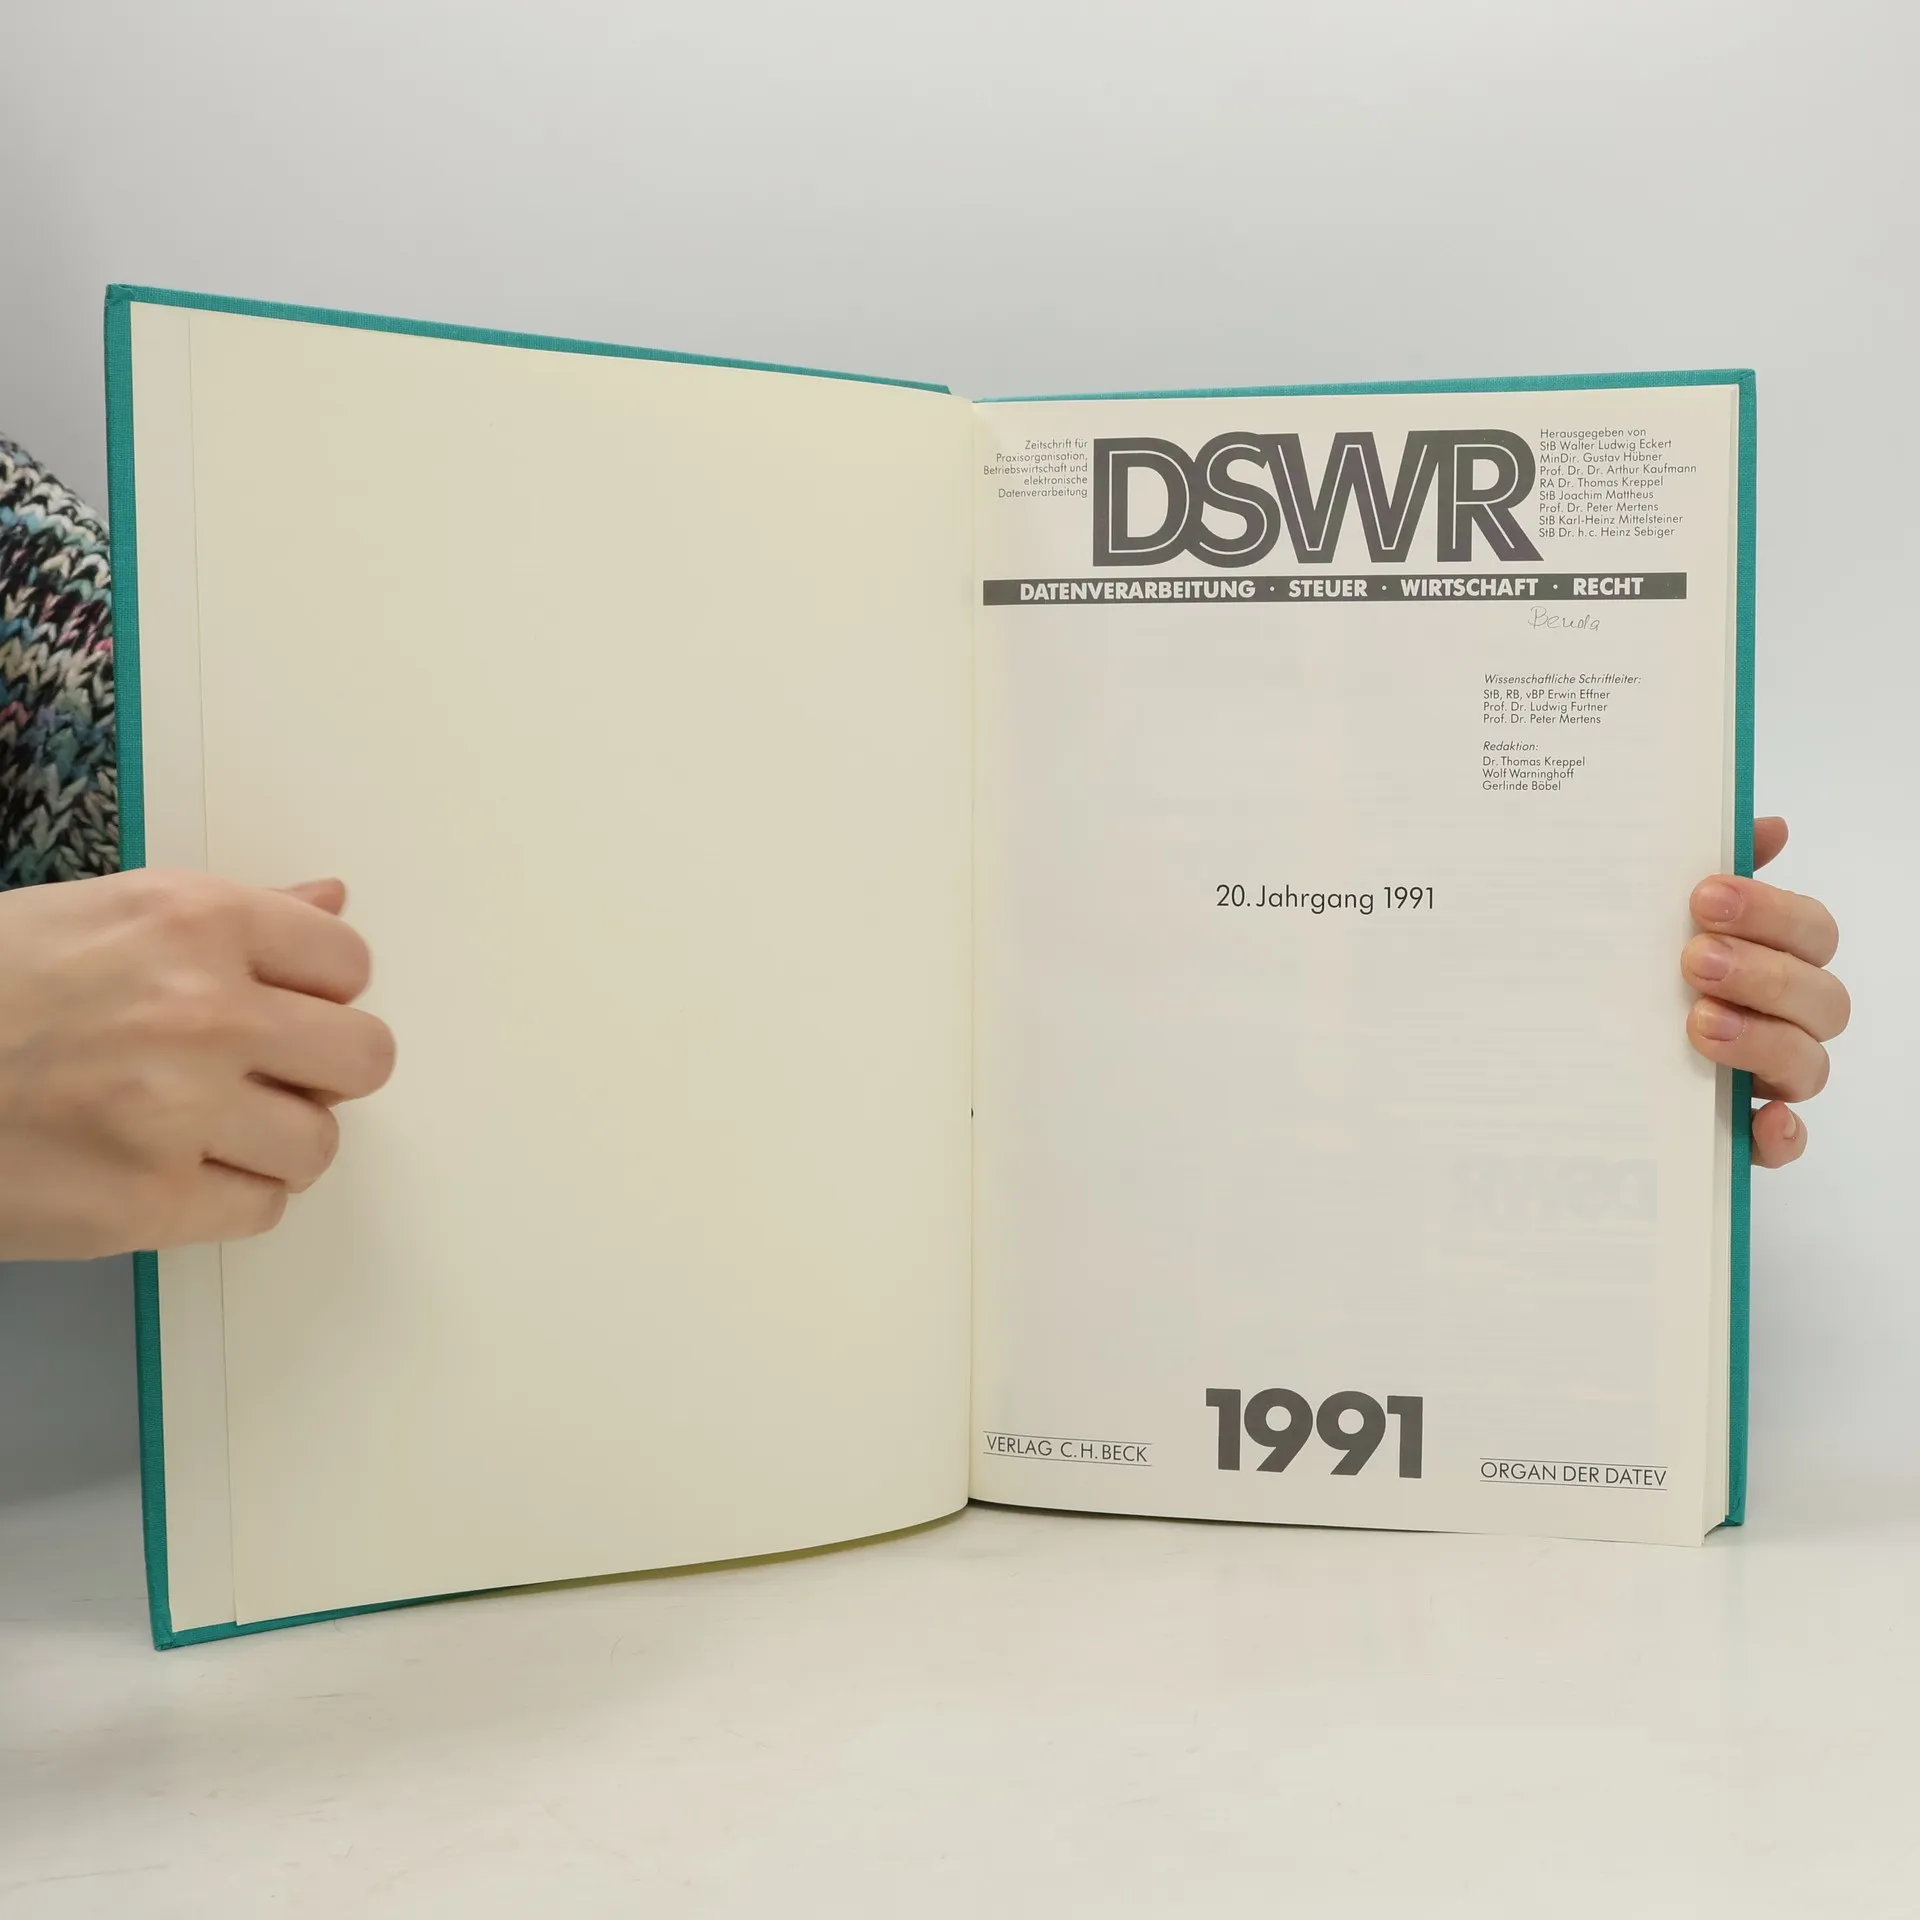 Zeitschrift für
Praxisorganisation,
Betriebswirtschaft und
elektronische
Datenverarbeitung
DSWR
Herausgegeben von
StB Walter Ludwig Eckert
MinDir. Gustav Hübner
Prof. Dr. Dr. Arthur Kaufmann
RA Dr. Thomas Kreppel
StB Joachim Mattheus
Prof. Dr. Peter Mertens
StB Karl-Heinz Mittelsteiner
StB Dr. h.c. Heinz Sebiger
DATENVERARBEITUNG · STEUER · WIRTSCHAFT · RECHT
Wissenschaftliche Schriftleiter:
StB, RB, vBP Erwin Effner
Prof. Dr. Ludwig Furtner
Prof. Dr. Peter Mertens
Redaktion:
Dr. Thomas Kreppel
Wolf Warninghoff
Gerlinde Böbel
20. Jahrgang 1991
VERLAG C.H.BECK
1991
ORGAN DER DATEV